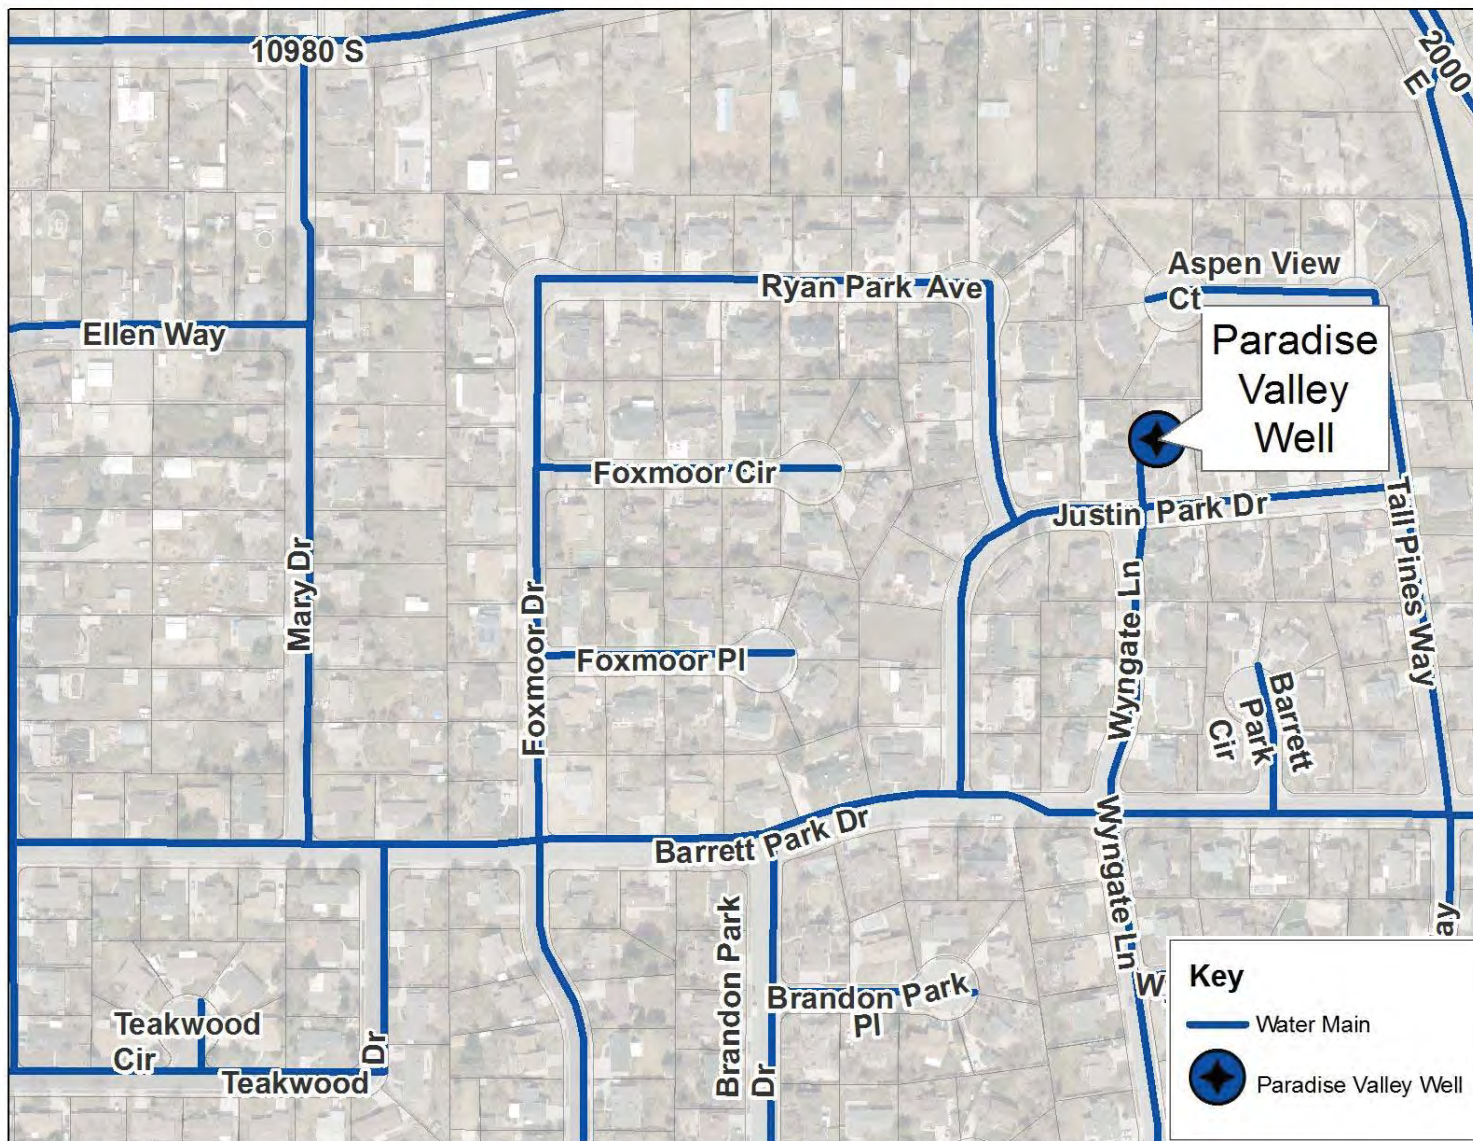 10980 S
2000
E
Aspen View
Ct
Ryan Park Ave
Paradise
Valley
Well
Ellen Way
Foxmoor Cir
Justin Park Dr
Tall Pines Way
Mary Dr
Foxmoor Dr
Wyngate Ln
Foxmoor Pl
Barrett
Park
Cir
Barrett Park Dr
Wyngate Ln
Brandon Park
Dr
Brandon Park
Pl
Teakwood
Cir
Teakwood
Dr
ay
W
Key
Water Main
Paradise Valley Well